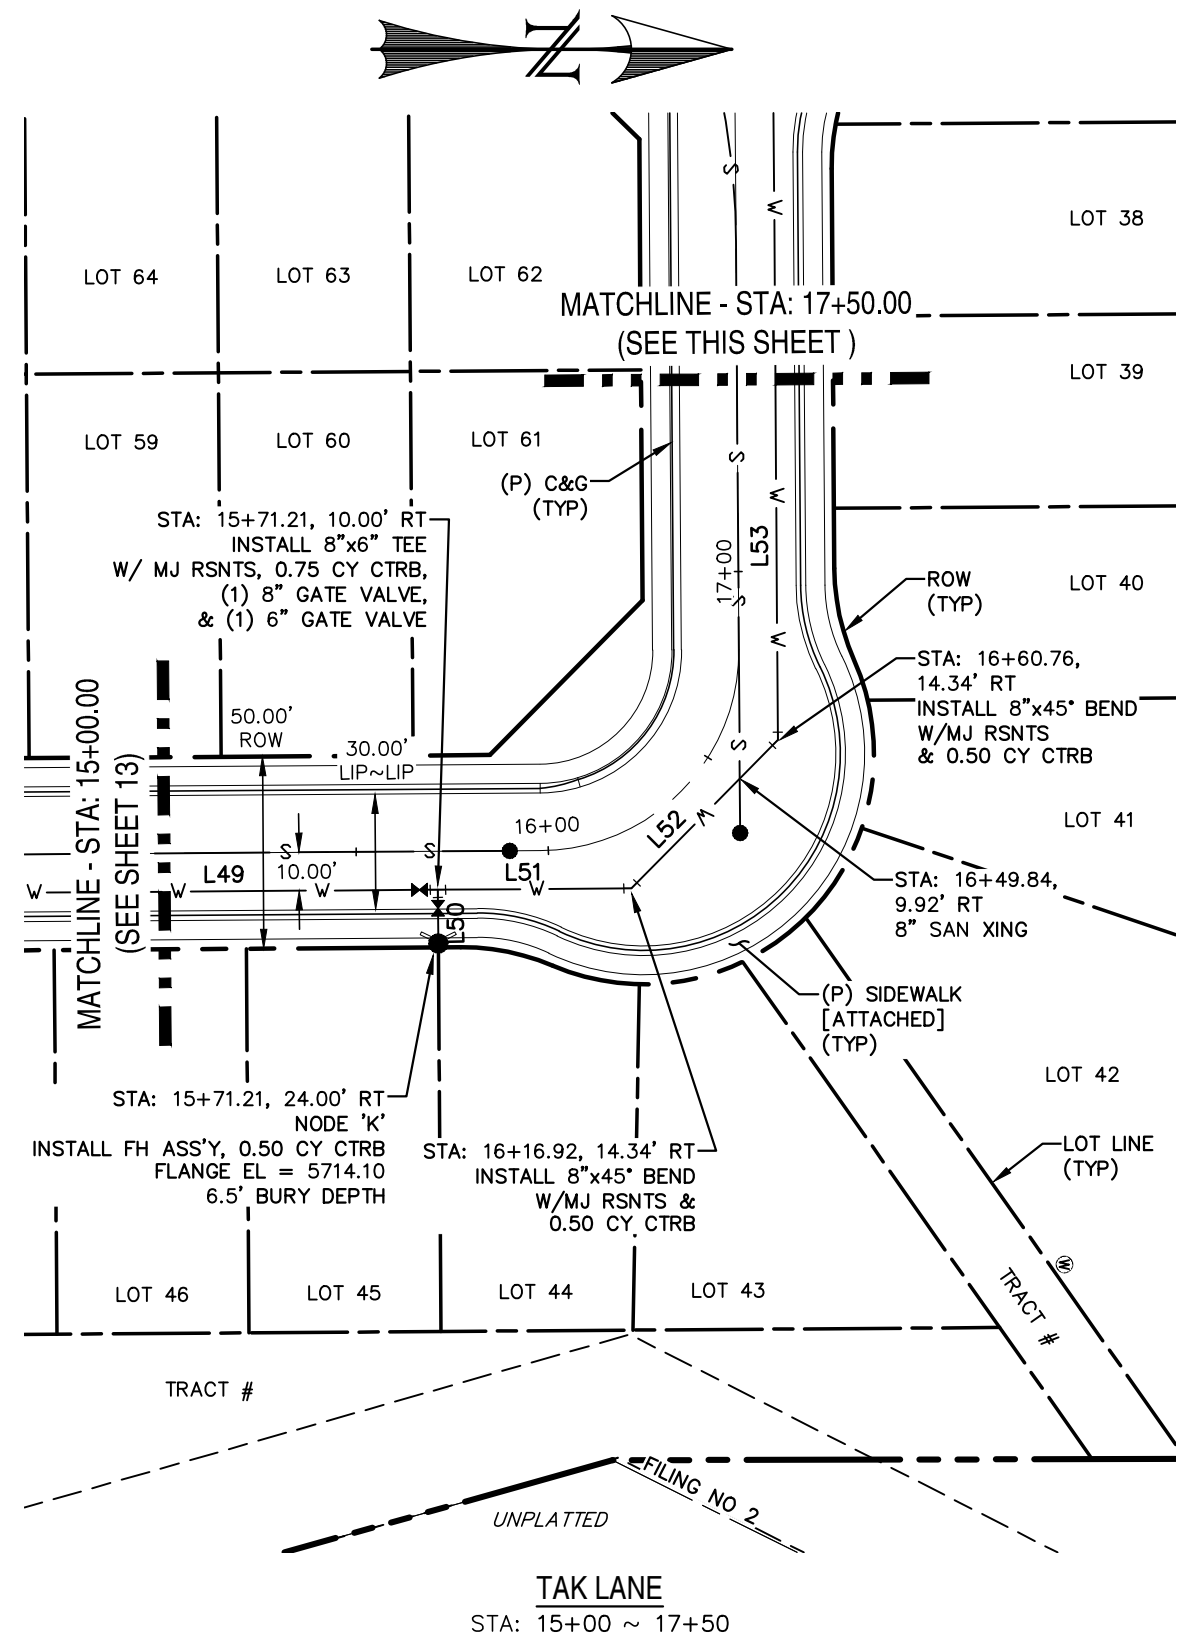 N
LOT 38
LOT 64
LOT 63
LOT 62
S
W
MATCHLINE - STA: 17+50.00
(SEE THIS SHEET )
LOT 39
LOT 59
LOT 60
LOT 61
(P) C&G
(TYP)
S
W
STA: 15+71.21, 10.00' RT
INSTALL 8"x6" TEE
W/ MJ RSNTS, 0.75 CY CTRB,
(1) 8" GATE VALVE,
& (1) 6" GATE VALVE
17+00
L53
S
W
ROW
(TYP)
LOT 40
STA: 16+60.76,
14.34' RT
INSTALL 8"x45° BEND
W/MJ RSNTS
& 0.50 CY CTRB
MATCHLINE - STA: 15+00.00
(SEE SHEET 13)
50.00'
ROW
30.00'
LIP~LIP
S
16+00
L52
W
LOT 41
S
S
L49
10.00'
L51
W
W
W
W
L50
STA: 16+49.84,
9.92' RT
8" SAN XING
(P) SIDEWALK
[ATTACHED]
(TYP)
LOT 42
STA: 15+71.21, 24.00' RT
NODE 'K'
INSTALL FH ASS'Y, 0.50 CY CTRB
FLANGE EL = 5714.10
6.5' BURY DEPTH
STA: 16+16.92, 14.34' RT
INSTALL 8"x45° BEND
W/MJ RSNTS &
0.50 CY CTRB
LOT LINE
(TYP)
W
TRACT #
LOT 46
LOT 45
LOT 44
LOT 43
TRACT #
FILING NO 2
UNPLATTED
TAK LANE
STA: 15+00 ~ 17+50